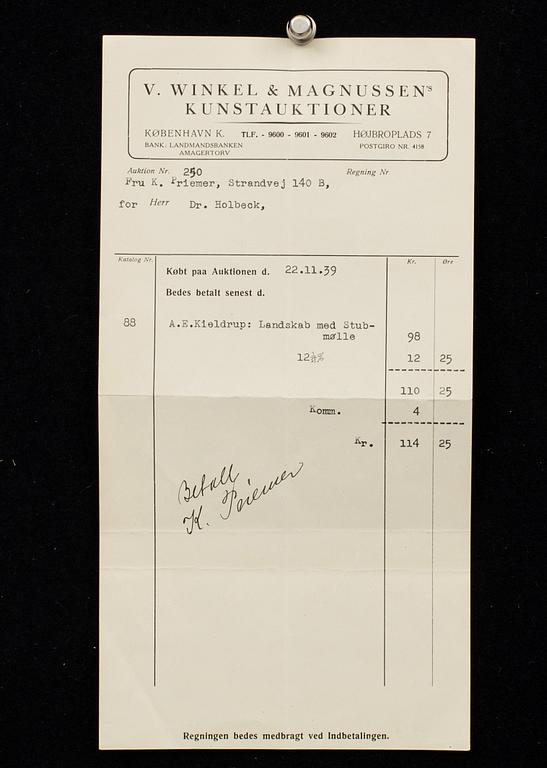 V. WINKEL & MAGNUSSEN'S
KUNSTAUKTIONER
KØBENHAVN K. TLF. - 9600 - 9601 - 9602 HØJBROPLADS 7
BANK: LANDMANDSBANKEN POSTGIRO NR. 4158
AMAGERTORV
Auktion Nr. 250 Regning Nr
Fru K. Priemer, Strandvej 140 B,
for Herr Dr. Holbeck,
Katalog Nr. Kr. Øre
Købt paa Auktionen d. 22.11.39
Bedes betalt senest d.
88 A.E.Kieldrup: Landskab med Stub-
mølle 98
12½% 12 25
110 25
Komm. 4
Kr. 114 25
Betalt
K. Priemer
Regningen bedes medbragt ved Indbetalingen.